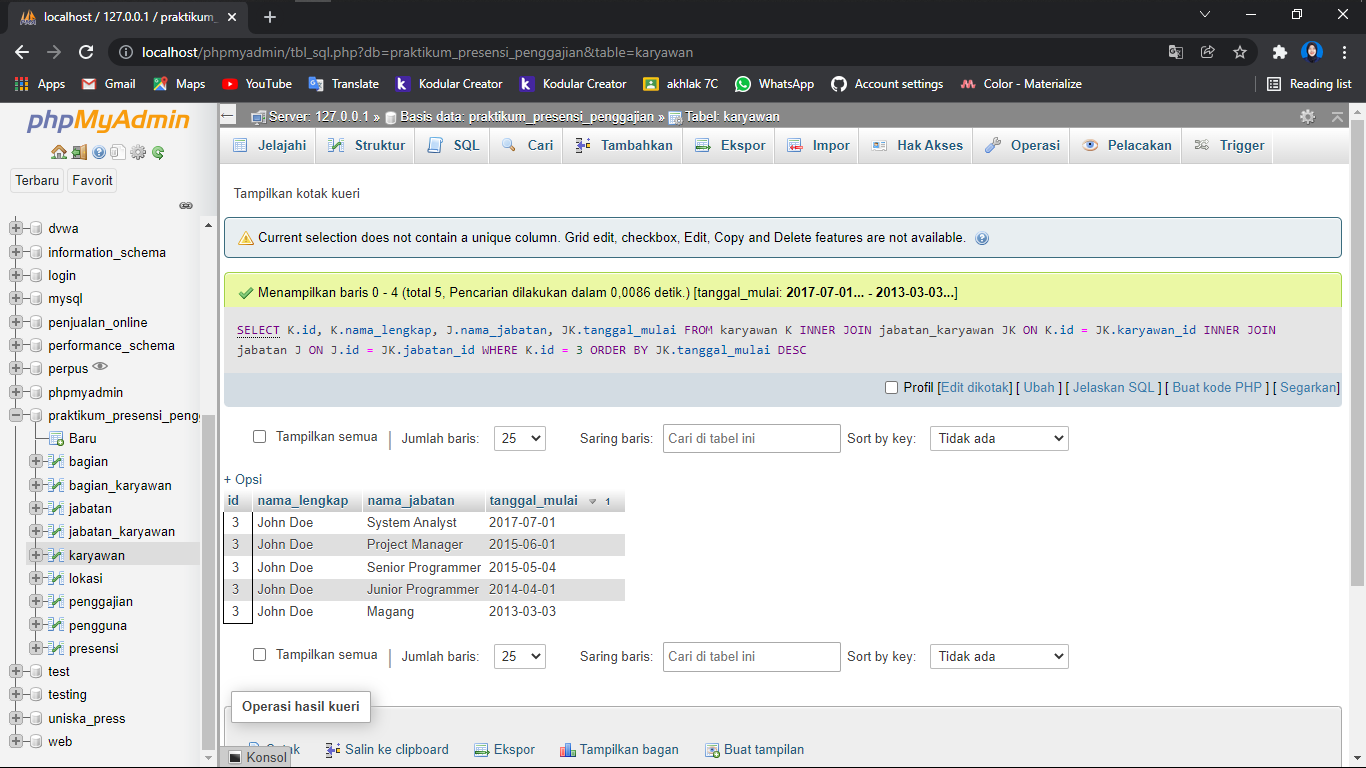 localhost / 127.0.0.1 / praktikum_
localhost/phpmyadmin/tbl_sql.php?db=praktikum_presensi_penggajian&table=karyawan
Apps Gmail Maps YouTube Translate Kodular Creator Kodular Creator akhlak 7C WhatsApp Account settings Color - Materialize Reading list
phpMyAdmin
Terbaru Favorit
dvwa
information_schema
login
mysql
penjualan_online
performance_schema
perpus
phpmyadmin
praktikum_presensi_peng
Baru
bagian
bagian_karyawan
jabatan
jabatan_karyawan
karyawan
lokasi
penggajian
pengguna
presensi
test
testing
uniska_press
web
Server: 127.0.0.1 » Basis data: praktikum_presensi_penggajian » Tabel: karyawan
Jelajahi Struktur SQL Cari Tambahkan Ekspor Impor Hak Akses Operasi Pelacakan Trigger
Tampilkan kotak kueri
Current selection does not contain a unique column. Grid edit, checkbox, Edit, Copy and Delete features are not available.
Menampilkan baris 0 - 4 (total 5, Pencarian dilakukan dalam 0,0086 detik.) [tanggal_mulai: 2017-07-01... - 2013-03-03...]
SELECT K.id, K.nama_lengkap, J.nama_jabatan, JK.tanggal_mulai FROM karyawan K INNER JOIN jabatan_karyawan JK ON K.id = JK.karyawan_id INNER JOIN
jabatan J ON J.id = JK.jabatan_id WHERE K.id = 3 ORDER BY JK.tanggal_mulai DESC
Profil [Edit dikotak] [ Ubah ] [ Jelaskan SQL ] [ Buat kode PHP ] [ Segarkan]
Tampilkan semua | Jumlah baris: 25 Saring baris: Cari di tabel ini Sort by key: Tidak ada
+ Opsi
id nama_lengkap nama_jabatan tanggal_mulai 1
3 John Doe System Analyst 2017-07-01
3 John Doe Project Manager 2015-06-01
3 John Doe Senior Programmer 2015-05-04
3 John Doe Junior Programmer 2014-04-01
3 John Doe Magang 2013-03-03
Tampilkan semua | Jumlah baris: 25 Saring baris: Cari di tabel ini Sort by key: Tidak ada
Operasi hasil kueri
Salin ke clipboard Ekspor Tampilkan bagan Buat tampilan
Konsol